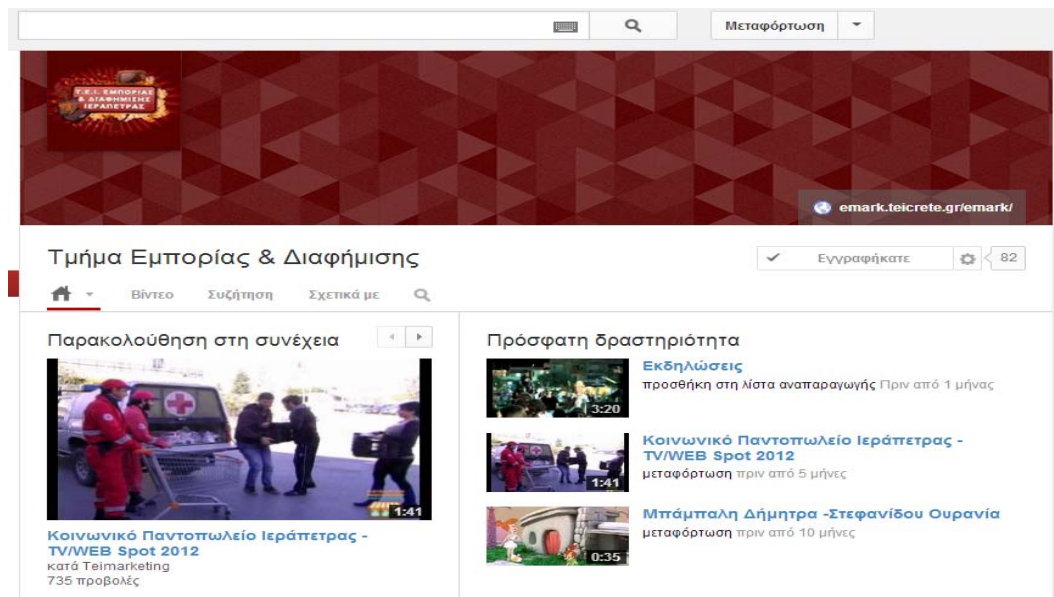 Μεταφόρτωση
Τ.Ε.Ι. ΕΜΠΟΡΙΑΣ
& ΔΙΑΦΗΜΙΣΗΣ
ΙΕΡΑΠΕΤΡΑΣ
emark.teicrete.gr/emark/
Τμήμα Εμπορίας & Διαφήμισης
Εγγραφήκατε
82
Βίντεο Συζήτηση Σχετικά με
Παρακολούθηση στη συνέχεια
1:41
Κοινωνικό Παντοπωλείο Ιεράπετρας -
TV/WEB Spot 2012
κατά Teimarketing
735 προβολές
Πρόσφατη δραστηριότητα
3:20
Εκδηλώσεις
προσθήκη στη λίστα αναπαραγωγής Πριν από 1 μήνας
1:41
Κοινωνικό Παντοπωλείο Ιεράπετρας -
TV/WEB Spot 2012
μεταφόρτωση πριν από 5 μήνες
0:35
Μπάμπαλη Δήμητρα -Στεφανίδου Ουρανία
μεταφόρτωση πριν από 10 μήνες